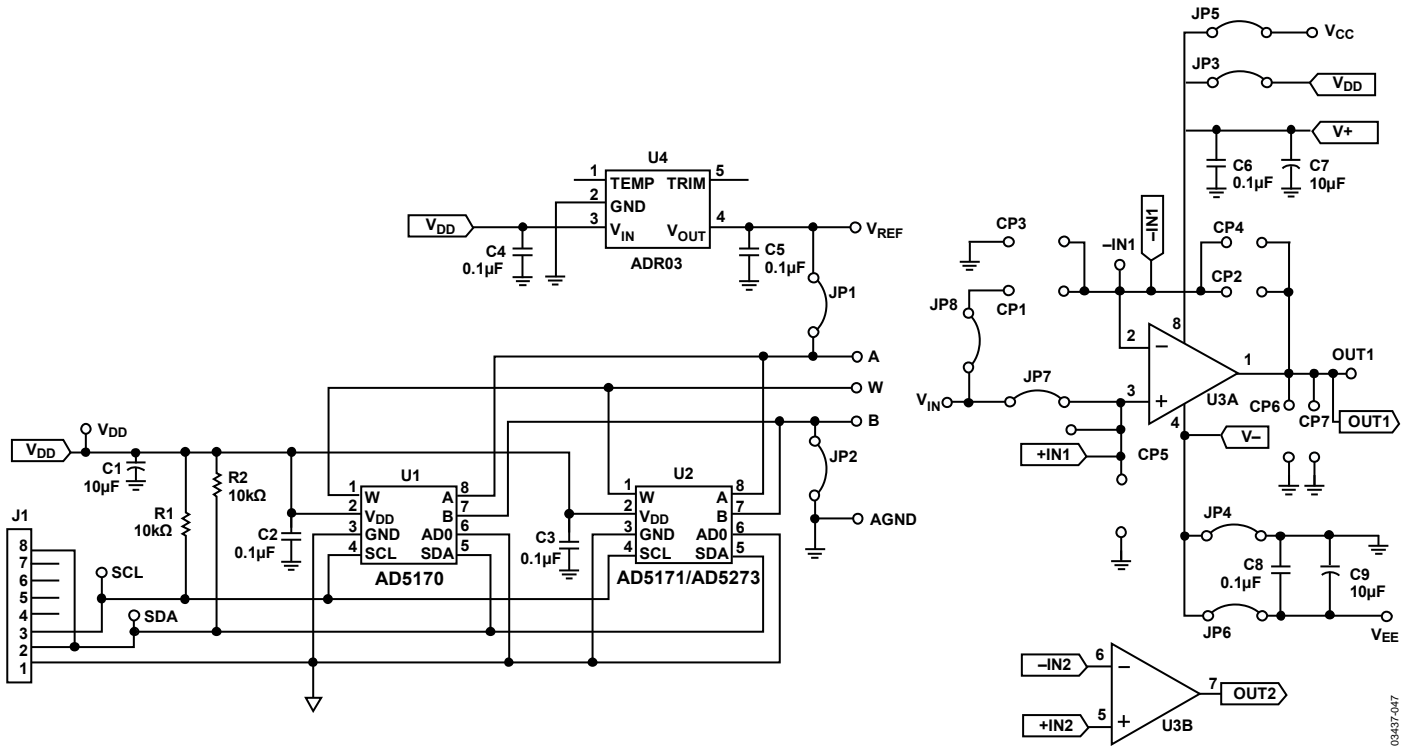 JP5
VCC
JP3
VDD
V+
C6
0.1µF
C7
10µF
U4
1 TEMP TRIM 5
2 GND
3 VIN VOUT 4
ADR03
VDD
C4
0.1µF
C5
0.1µF
VREF
JP1
A
W
B
JP2
AGND
VDD
VDD
C1
10µF
R1
10kΩ
R2
10kΩ
C2
0.1µF
U1
1 W A 8
2 VDD B 7
3 GND AD0 6
4 SCL SDA 5
AD5170
C3
0.1µF
U2
1 W A 8
2 VDD B 7
3 GND AD0 6
4 SCL SDA 5
AD5171/AD5273
J1
8
7
6
5
4
3
2
1
SCL
SDA
CP3
–IN1
–IN1
CP4
CP2
JP8
CP1
2
8
–
1
OUT1
JP7
VIN
3
+
U3A
4
CP6
CP7
OUT1
V–
+IN1
CP5
JP4
C8
0.1µF
C9
10µF
JP6
VEE
–IN2
6
–
7
OUT2
+IN2
5
+
U3B
03437-047